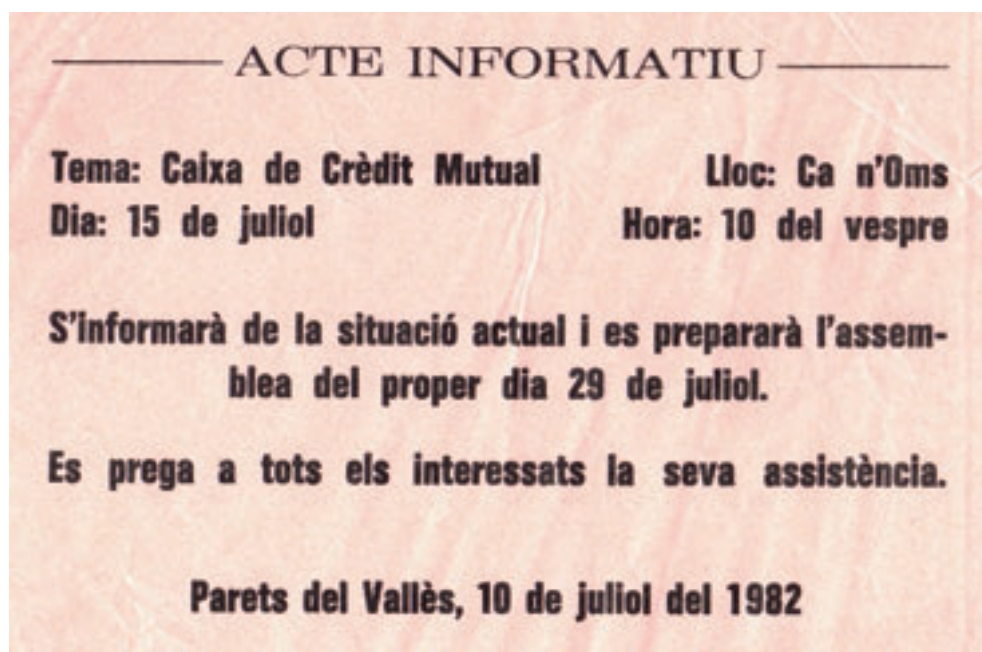 ACTE INFORMATIU
Tema: Caixa de Crèdit Mutual Lloc: Ca n'Oms
Dia: 15 de juliol Hora: 10 del vespre
S'informarà de la situació actual i es prepararà l'assem-
blea del proper dia 29 de juliol.
Es prega a tots els interessats la seva assistència.
Parets del Vallès, 10 de juliol del 1982